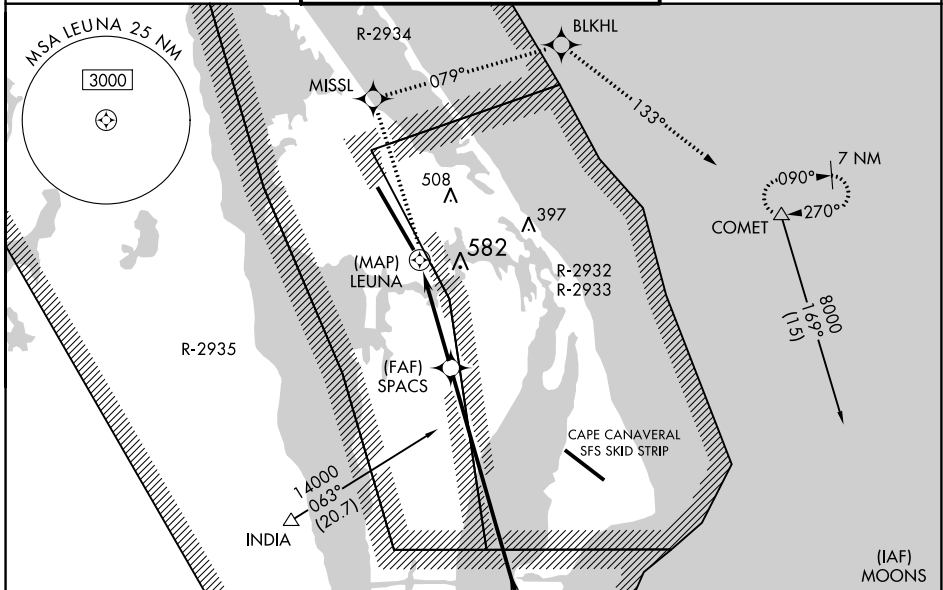 MSA LEUNA 25 NM
3000
R-2934
BLKHL
MISSL
079°
133°
7 NM
090°
270°
COMET
508
397
582
(MAP)
LEUNA
R-2932
R-2933
8000
169°
(15)
R-2935
(FAF)
SPACS
CAPE CANAVERAL
SFS SKID STRIP
14000
063°
(20.7)
INDIA
(IAF)
MOONS